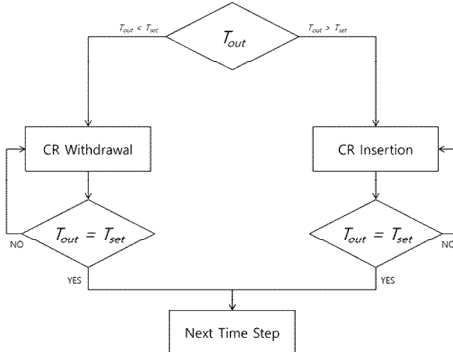 T_out < T_set
T_out > T_set
T_out
CR Withdrawal
CR Insertion
T_out = T_set
T_out = T_set
NO
NO
YES
YES
Next Time Step